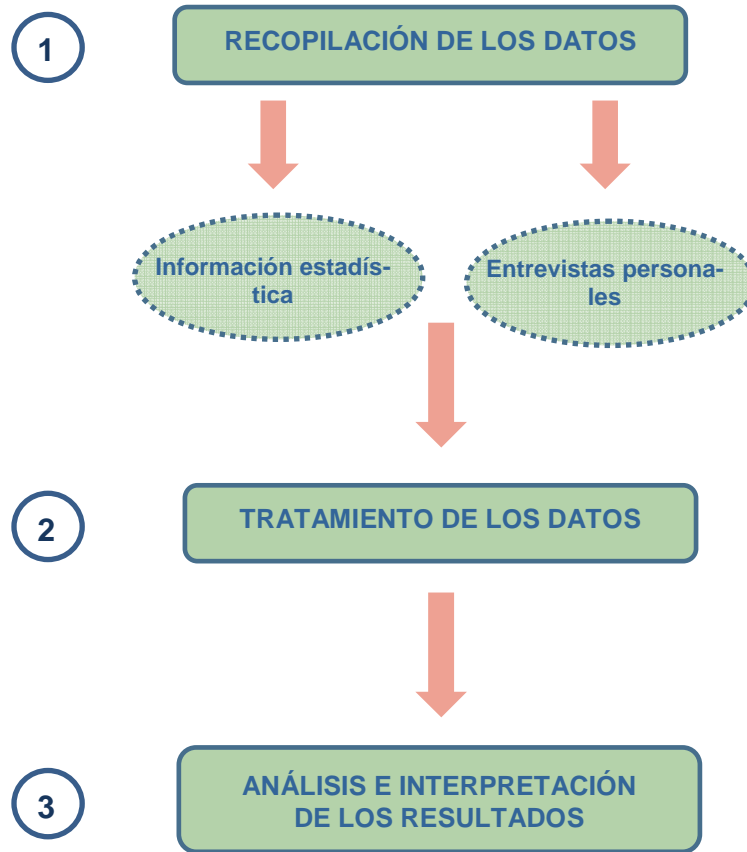 1
RECOPILACIÓN DE LOS DATOS
Información estadís-
tica
Entrevistas persona-
les
2
TRATAMIENTO DE LOS DATOS
3
ANÁLISIS E INTERPRETACIÓN
DE LOS RESULTADOS